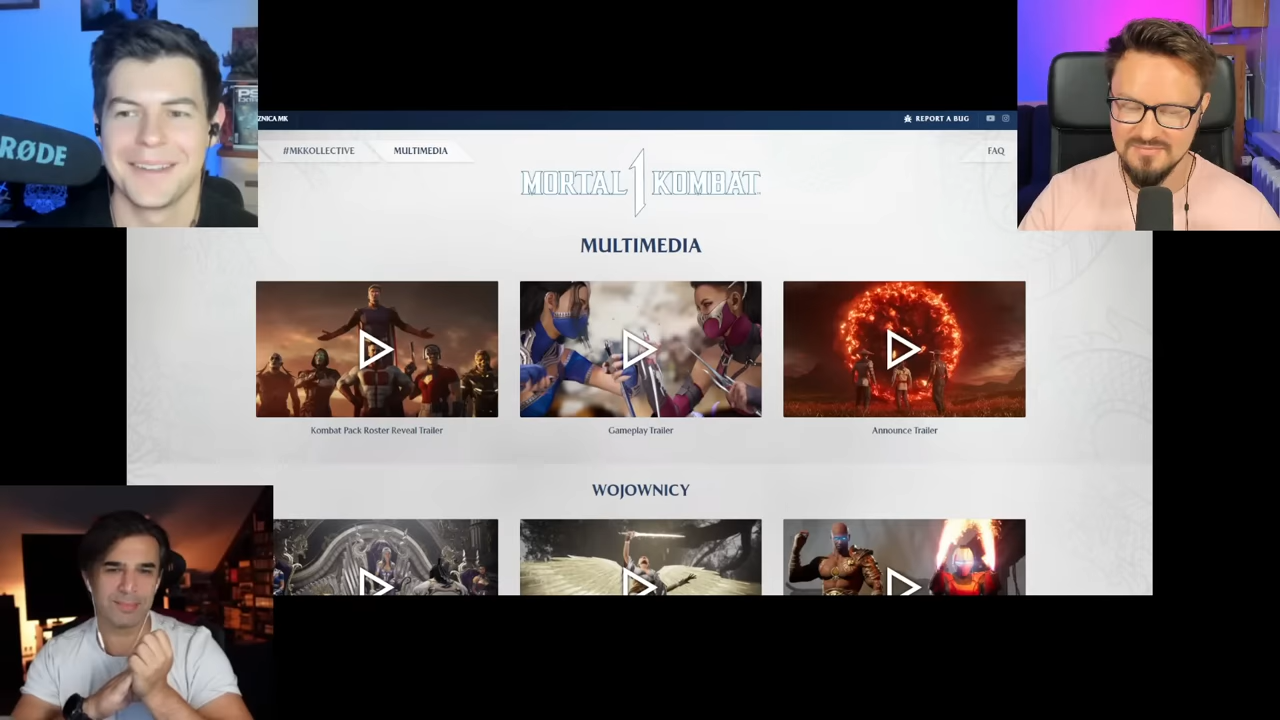 ZNICA MK
REPORT A BUG
#MKKOLLECTIVE
MULTIMEDIA
FAQ
MORTAL 1 KOMBAT
RØDE
MULTIMEDIA
Kombat Pack Roster Reveal Trailer
Gameplay Trailer
Announce Trailer
WOJOWNICY